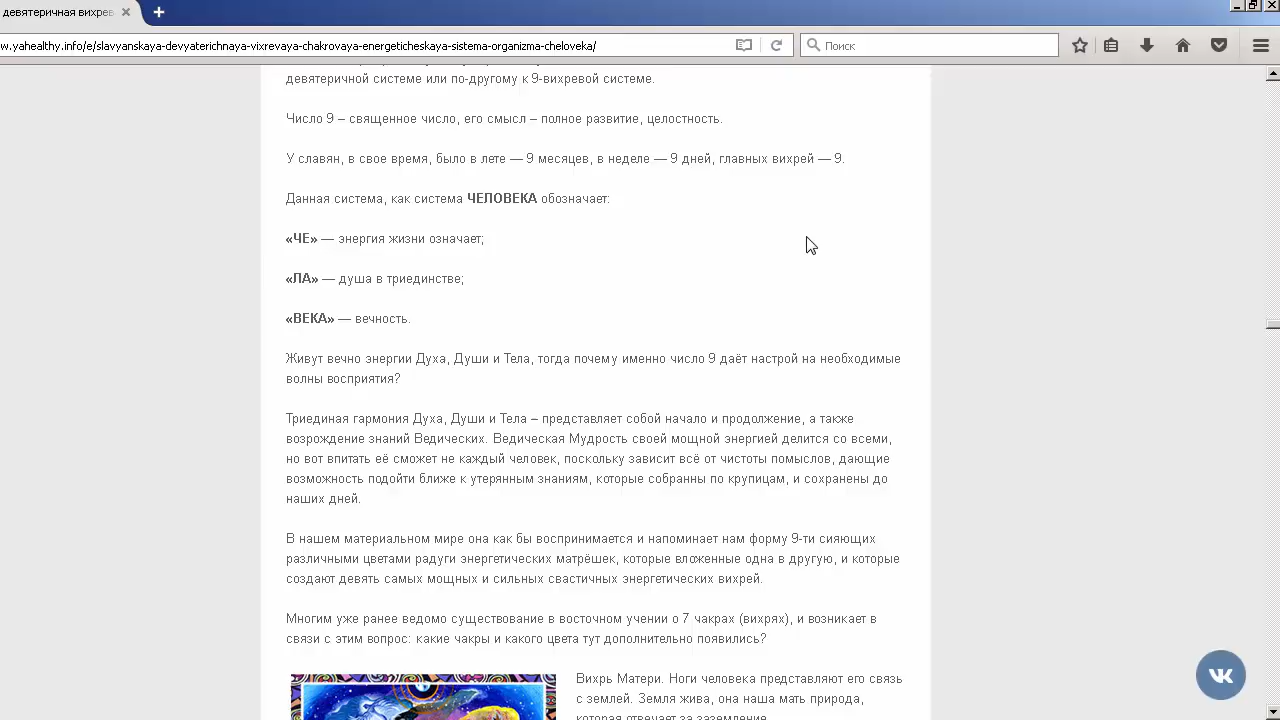 девятеричная вихрев
w.yahealthy.info/e/slavyanskaya-devyaterichnaya-vixrevaya-chakrovaya-energeticheskaya-sistema-organizma-cheloveka/
Поиск
девятеричной системе или по-другому к 9-вихревой системе.
Число 9 – священное число, его смысл – полное развитие, целостность.
У славян, в свое время, было в лете — 9 месяцев, в неделе — 9 дней, главных вихрей — 9.
Данная система, как система ЧЕЛОВЕКА обозначает:
«ЧЕ» — энергия жизни означает;
«ЛА» — душа в триединстве;
«ВЕКА» — вечность.
Живут вечно энергии Духа, Души и Тела, тогда почему именно число 9 даёт настрой на необходимые
волны восприятия?
Триединая гармония Духа, Души и Тела – представляет собой начало и продолжение, а также
возрождение знаний Ведических. Ведическая Мудрость своей мощной энергией делится со всеми,
но вот впитать её сможет не каждый человек, поскольку зависит всё от чистоты помыслов, дающие
возможность подойти ближе к утерянным знаниям, которые собранны по крупицам, и сохранены до
наших дней.
В нашем материальном мире она как бы воспринимается и напоминает нам форму 9-ти сияющих
различными цветами радуги энергетических матрёшек, которые вложенные одна в другую, и которые
создают девять самых мощных и сильных свастичных энергетических вихрей.
Многим уже ранее ведомо существование в восточном учении о 7 чакрах (вихрях), и возникает в
связи с этим вопрос: какие чакры и какого цвета тут дополнительно появились?
Вихрь Матери. Ноги человека представляют его связь
с землей. Земля жива, она наша мать природа,
которая отвечает за заземление